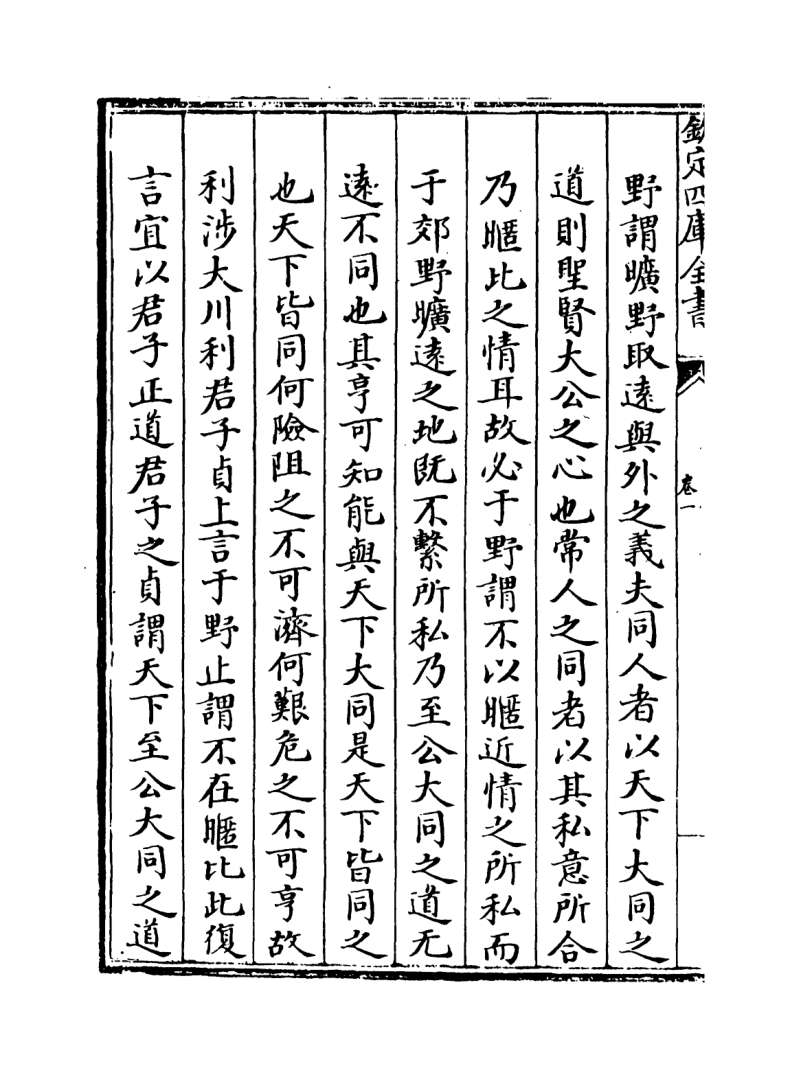 欽定四庫全書
卷一
野謂曠野取遠與外之義夫同人者以天下大同之
道則聖賢大公之心也常人之同者以其私意所合
乃暱比之情耳故必于野謂不以暱近情之所私而
于郊野曠遠之地既不繫所私乃至公大同之道无
遠不同也其亨可知能與天下大同是天下皆同之
也天下皆同何險阻之不可濟何艱危之不可亨故
利涉大川利君子貞上言于野止謂不在暱比此復
言宜以君子正道君子之貞謂天下至公大同之道